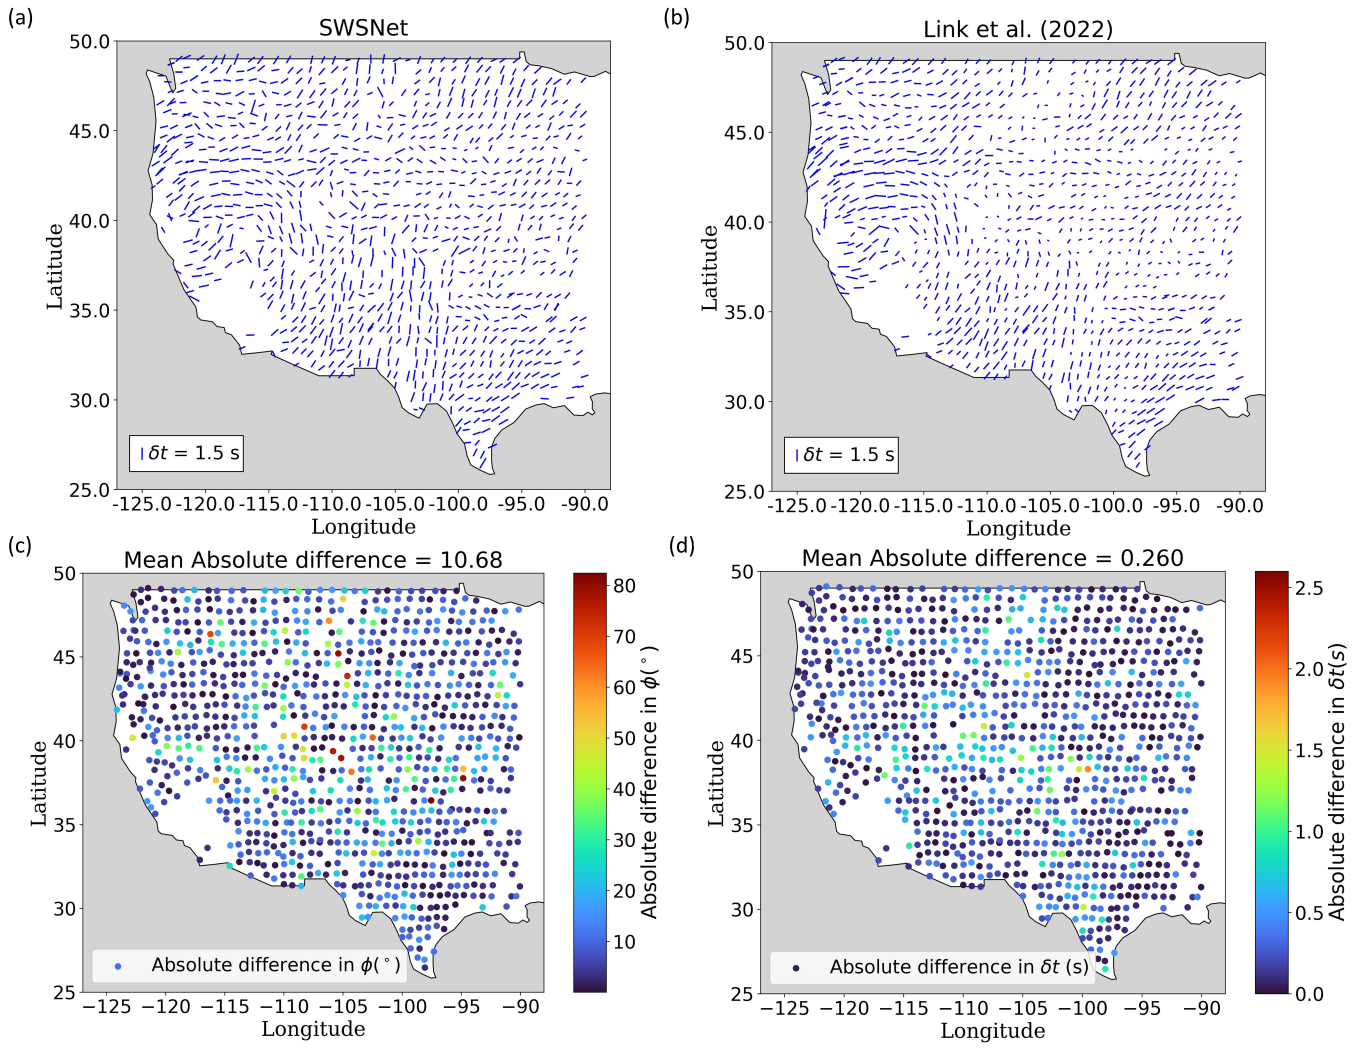 (a)
SWSNet
50.0
45.0
40.0
35.0
30.0
25.0
Latitude
δt = 1.5 s
-125.0 -120.0 -115.0 -110.0 -105.0 -100.0 -95.0 -90.0
Longitude
(b)
Link et al. (2022)
50.0
45.0
40.0
35.0
30.0
25.0
Latitude
δt = 1.5 s
-125.0 -120.0 -115.0 -110.0 -105.0 -100.0 -95.0 -90.0
Longitude
(c)
Mean Absolute difference = 10.68
50
45
40
35
30
25
Latitude
Absolute difference in ϕ(°)
−125 −120 −115 −110 −105 −100 −95 −90
Longitude
80
70
60
50
40
30
20
10
Absolute difference in ϕ(°)
(d)
Mean Absolute difference = 0.260
50
45
40
35
30
25
Latitude
Absolute difference in δt (s)
−125 −120 −115 −110 −105 −100 −95 −90
Longitude
2.5
2.0
1.5
1.0
0.5
0.0
Absolute difference in δt(s)